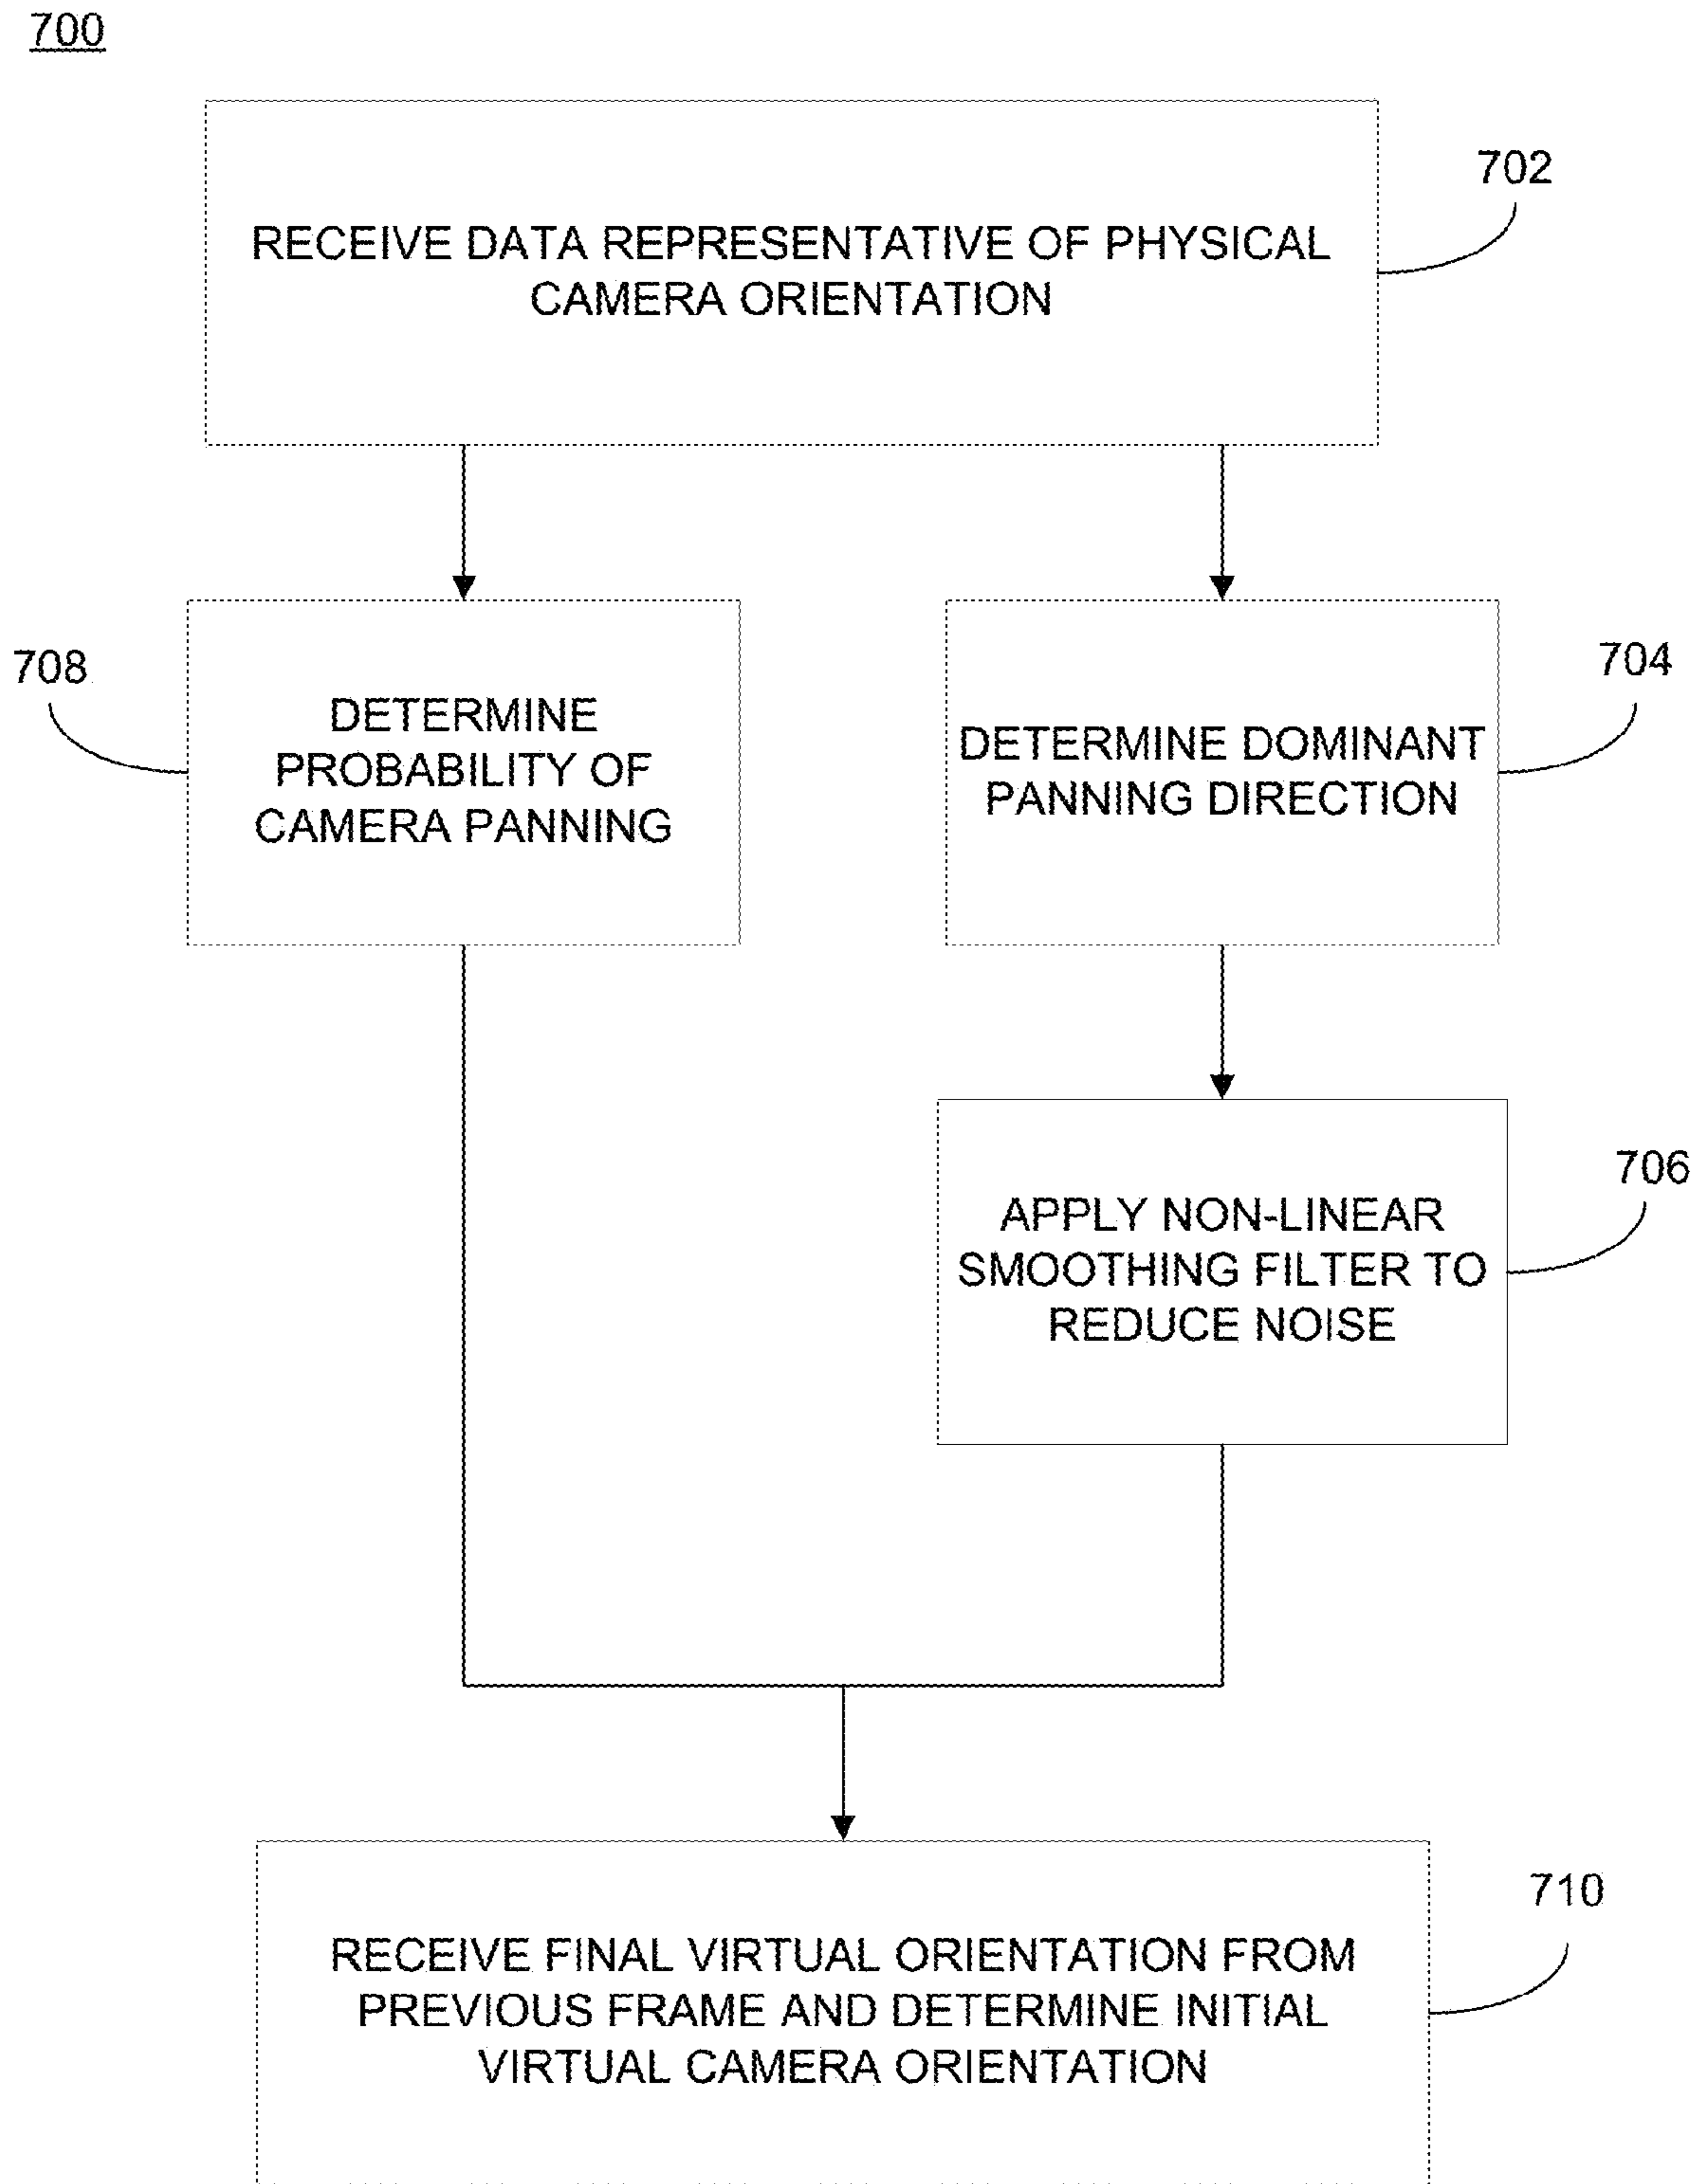 700
RECEIVE DATA REPRESENTATIVE OF PHYSICAL
CAMERA ORIENTATION
702
708
DETERMINE
PROBABILITY OF
CAMERA PANNING
DETERMINE DOMINANT
PANNING DIRECTION
704
APPLY NON-LINEAR
SMOOTHING FILTER TO
REDUCE NOISE
706
RECEIVE FINAL VIRTUAL ORIENTATION FROM
PREVIOUS FRAME AND DETERMINE INITIAL
VIRTUAL CAMERA ORIENTATION
710